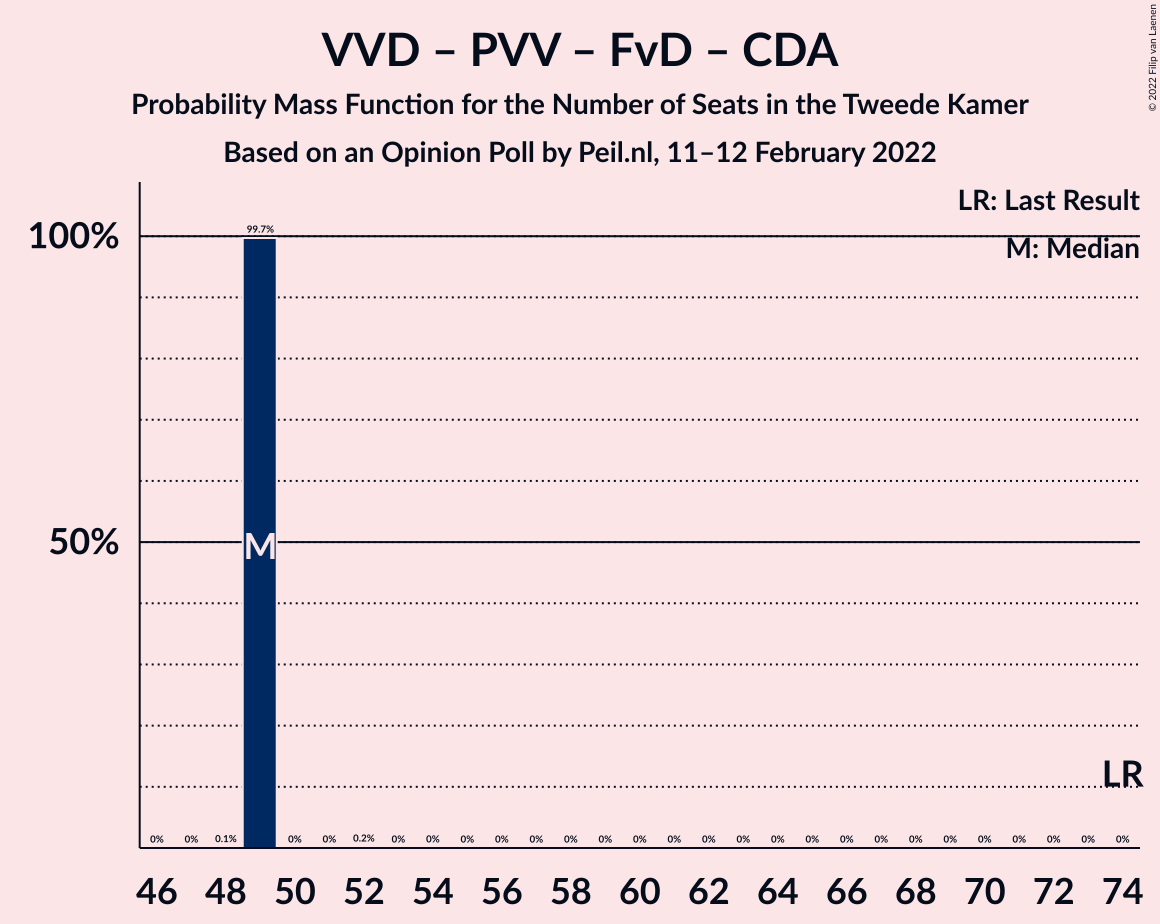 VVD – PVV – FvD – CDA
Probability Mass Function for the Number of Seats in the Tweede Kamer
Based on an Opinion Poll by Peil.nl, 11–12 February 2022
© 2022 Filip van Laenen
LR: Last Result
M: Median
100%
50%
99.7%
M
LR
0% 0% 0.1% 0% 0% 0.2% 0% 0% 0% 0% 0% 0% 0% 0% 0% 0% 0% 0% 0% 0% 0% 0% 0% 0% 0% 0% 0% 0%
46 48 50 52 54 56 58 60 62 64 66 68 70 72 74